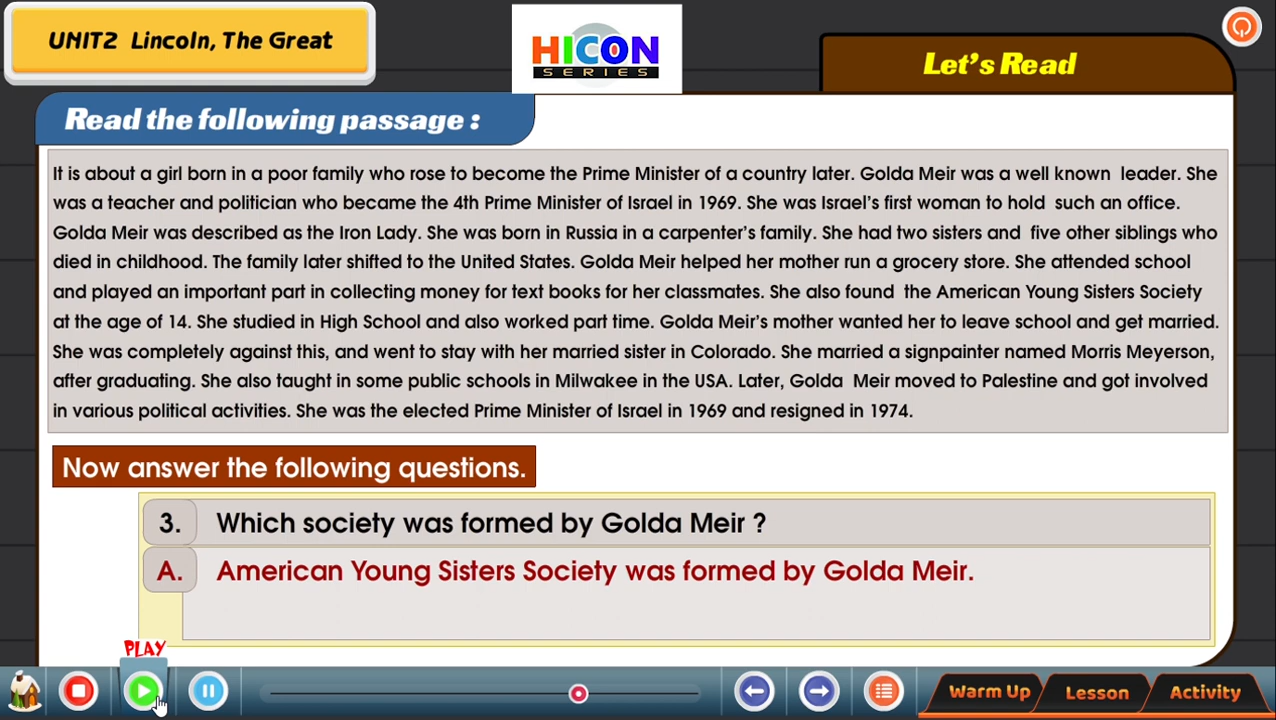 UNIT2 Lincoln, The Great
HICON
SERIES
Let's Read
Read the following passage :
It is about a girl born in a poor family who rose to become the Prime Minister of a country later. Golda Meir was a well known leader. She
was a teacher and politician who became the 4th Prime Minister of Israel in 1969. She was Israel's first woman to hold such an office.
Golda Meir was described as the Iron Lady. She was born in Russia in a carpenter's family. She had two sisters and five other siblings who
died in childhood. The family later shifted to the United States. Golda Meir helped her mother run a grocery store. She attended school
and played an important part in collecting money for text books for her classmates. She also found the American Young Sisters Society
at the age of 14. She studied in High School and also worked part time. Golda Meir's mother wanted her to leave school and get married.
She was completely against this, and went to stay with her married sister in Colorado. She married a signpainter named Morris Meyerson,
after graduating. She also taught in some public schools in Milwakee in the USA. Later, Golda Meir moved to Palestine and got involved
in various political activities. She was the elected Prime Minister of Israel in 1969 and resigned in 1974.
Now answer the following questions.
3. Which society was formed by Golda Meir ?
A. American Young Sisters Society was formed by Golda Meir.
PLAY
Warm Up Lesson Activity